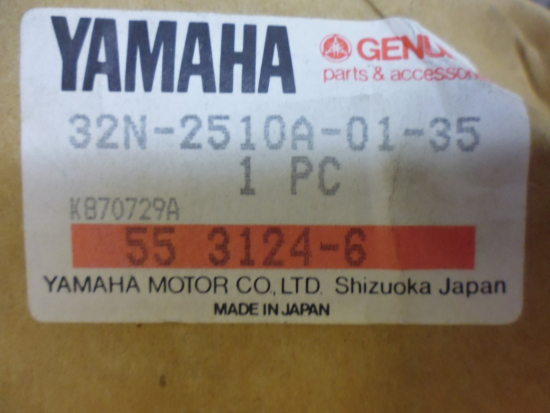 YAMAHA
GENU
parts & accessor
32N-2510A-01-35
1 PC
K870729A
55 3124-6
YAMAHA MOTOR CO., LTD. Shizuoka Japan
MADE IN JAPAN